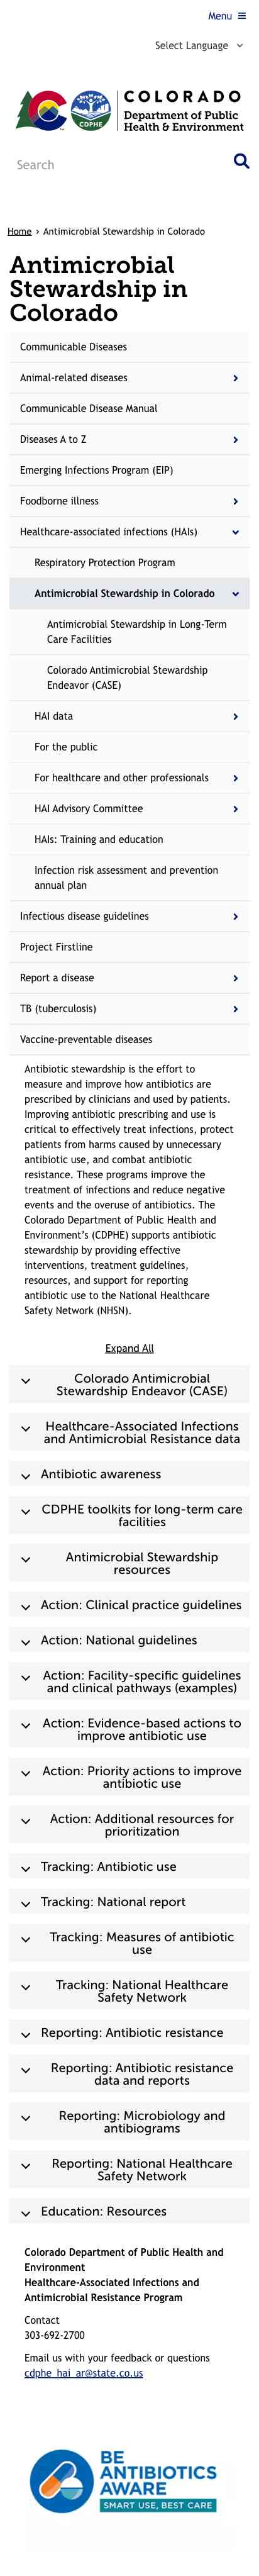 Menu
Select Language
CDPHE
COLORADO
Department of Public
Health & Environment
Search
Home › Antimicrobial Stewardship in Colorado
Antimicrobial
Stewardship in
Colorado
Communicable Diseases
Animal-related diseases
Communicable Disease Manual
Diseases A to Z
Emerging Infections Program (EIP)
Foodborne illness
Healthcare-associated infections (HAIs)
Respiratory Protection Program
Antimicrobial Stewardship in Colorado
Antimicrobial Stewardship in Long-Term
Care Facilities
Colorado Antimicrobial Stewardship
Endeavor (CASE)
HAI data
For the public
For healthcare and other professionals
HAI Advisory Committee
HAIs: Training and education
Infection risk assessment and prevention
annual plan
Infectious disease guidelines
Project Firstline
Report a disease
TB (tuberculosis)
Vaccine-preventable diseases
Antibiotic stewardship is the effort to
measure and improve how antibiotics are
prescribed by clinicians and used by patients.
Improving antibiotic prescribing and use is
critical to effectively treat infections, protect
patients from harms caused by unnecessary
antibiotic use, and combat antibiotic
resistance. These programs improve the
treatment of infections and reduce negative
events and the overuse of antibiotics. The
Colorado Department of Public Health and
Environment’s (CDPHE) supports antibiotic
stewardship by providing effective
interventions, treatment guidelines,
resources, and support for reporting
antibiotic use to the National Healthcare
Safety Network (NHSN).
Expand All
Colorado Antimicrobial
Stewardship Endeavor (CASE)
Healthcare-Associated Infections
and Antimicrobial Resistance data
Antibiotic awareness
CDPHE toolkits for long-term care
facilities
Antimicrobial Stewardship
resources
Action: Clinical practice guidelines
Action: National guidelines
Action: Facility-specific guidelines
and clinical pathways (examples)
Action: Evidence-based actions to
improve antibiotic use
Action: Priority actions to improve
antibiotic use
Action: Additional resources for
prioritization
Tracking: Antibiotic use
Tracking: National report
Tracking: Measures of antibiotic
use
Tracking: National Healthcare
Safety Network
Reporting: Antibiotic resistance
Reporting: Antibiotic resistance
data and reports
Reporting: Microbiology and
antibiograms
Reporting: National Healthcare
Safety Network
Education: Resources
Colorado Department of Public Health and
Environment
Healthcare-Associated Infections and
Antimicrobial Resistance Program
Contact
303-692-2700
Email us with your feedback or questions
cdphe_hai_ar@state.co.us
BE
ANTIBIOTICS
AWARE
SMART USE, BEST CARE